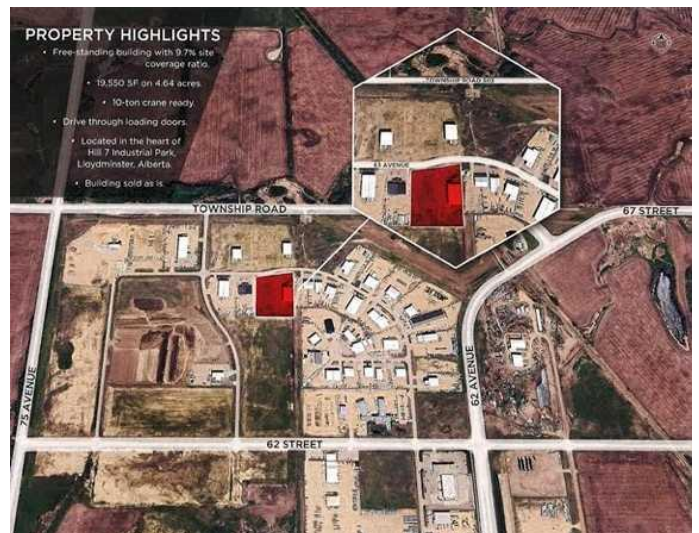 PROPERTY HIGHLIGHTS
• Free-standing building with 9.7% site
coverage ratio.
• 19,550 SF on 4.64 acres.
• 10-ton crane ready.
• Drive through loading doors.
• Located in the heart of
Hill 7 Industrial Park,
Lloydminster, Alberta.
• Building sold as is.
TOWNSHIP ROAD
63 AVENUE
TOWNSHIP ROAD
67 STREET
75 AVENUE
62 AVENUE
62 STREET